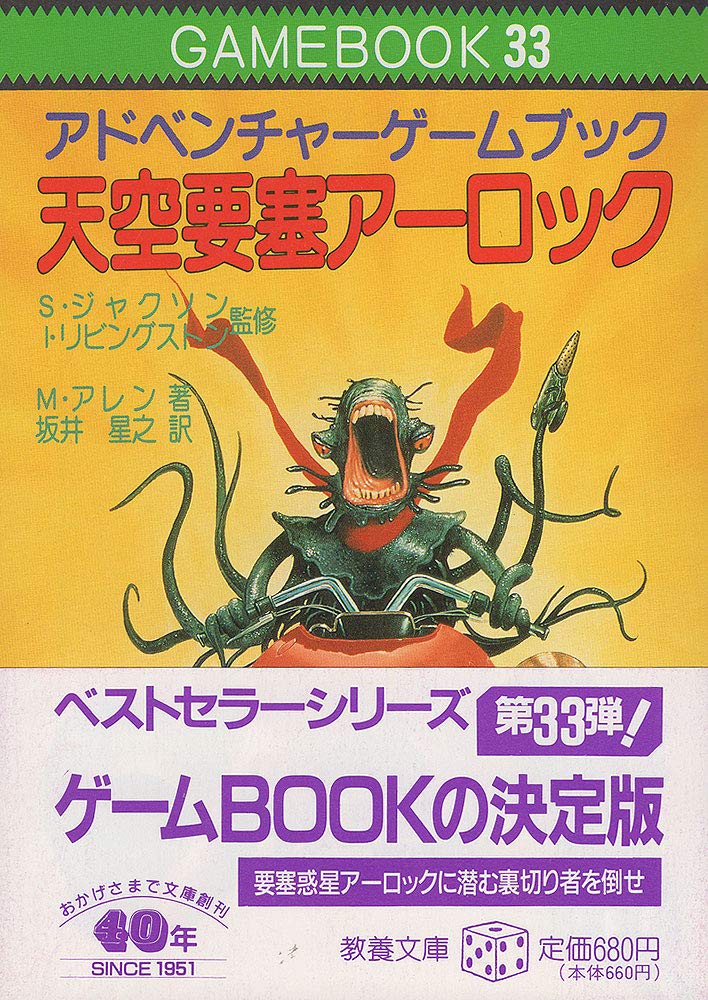 GAMEBOOK 33
アドベンチャーゲームブック
天空要塞アーロック
S・ジャクソン
I・リビングストン
監修
M・アレン 著
坂井 星之 訳
ベストセラーシリーズ
第33弾!
ゲームBOOKの決定版
要塞惑星アーロックに潜む裏切り者を倒せ
おかげさまで文庫創刊
40年
SINCE 1951
教養文庫
定価680円
(本体660円)